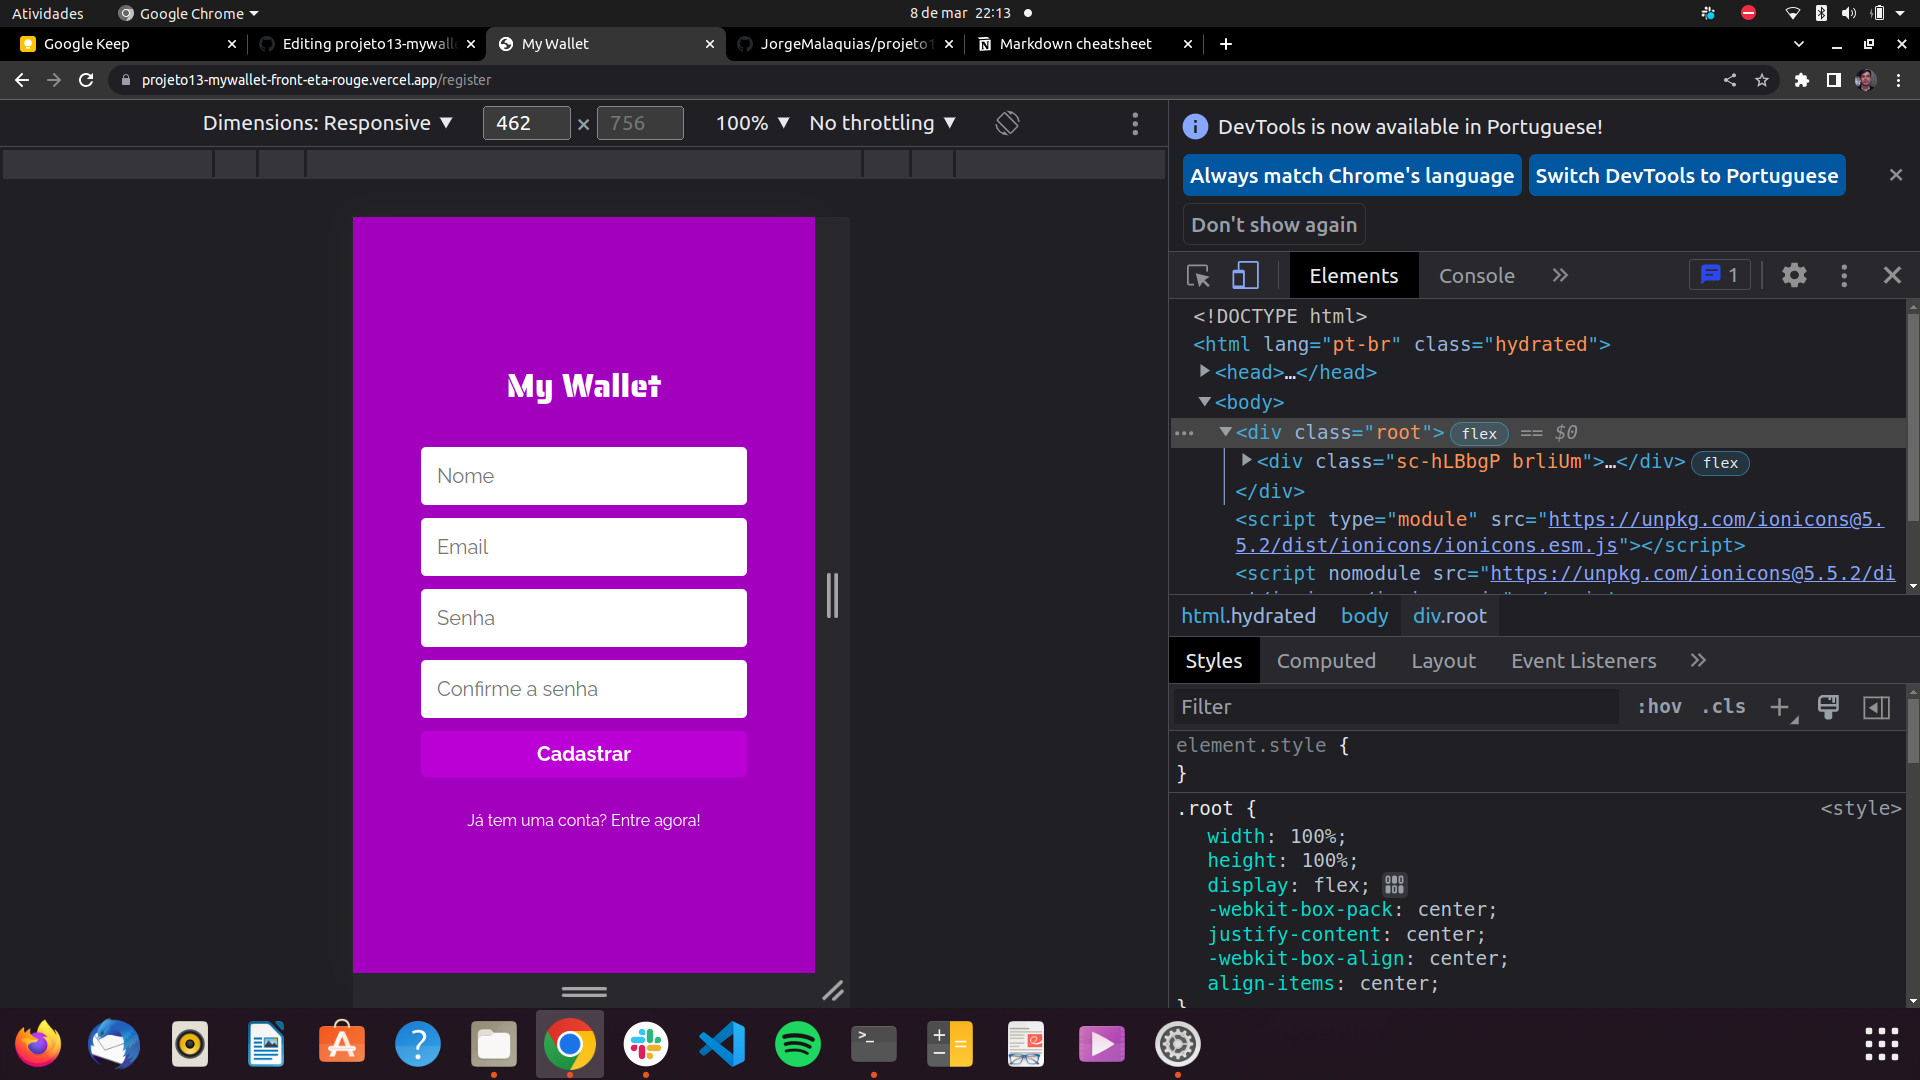 Atividades
Google Chrome
8 de mar 22:13
Google Keep
Editing projeto13-mywalle
My Wallet
JorgeMalaquias/projeto1
Markdown cheatsheet
projeto13-mywallet-front-eta-rouge.vercel.app/register
Dimensions: Responsive
462 × 756
100%
No throttling
DevTools is now available in Portuguese!
Always match Chrome's language
Switch DevTools to Portuguese
Don't show again
Elements
Console
1
<!DOCTYPE html>
<html lang="pt-br" class="hydrated">
<head>…</head>
<body>
<div class="root"> flex == $0
<div class="sc-hLBbgP brliUm">…</div> flex
</div>
<script type="module" src="https://unpkg.com/ionicons@5.
5.2/dist/ionicons/ionicons.esm.js"></script>
<script nomodule src="https://unpkg.com/ionicons@5.5.2/di
html.hydrated
body
div.root
Styles
Computed
Layout
Event Listeners
Filter
:hov
.cls
element.style {
}
.root {
<style>
width: 100%;
height: 100%;
display: flex;
-webkit-box-pack: center;
justify-content: center;
-webkit-box-align: center;
align-items: center;
}
My Wallet
Nome
Email
Senha
Confirme a senha
Cadastrar
Já tem uma conta? Entre agora!